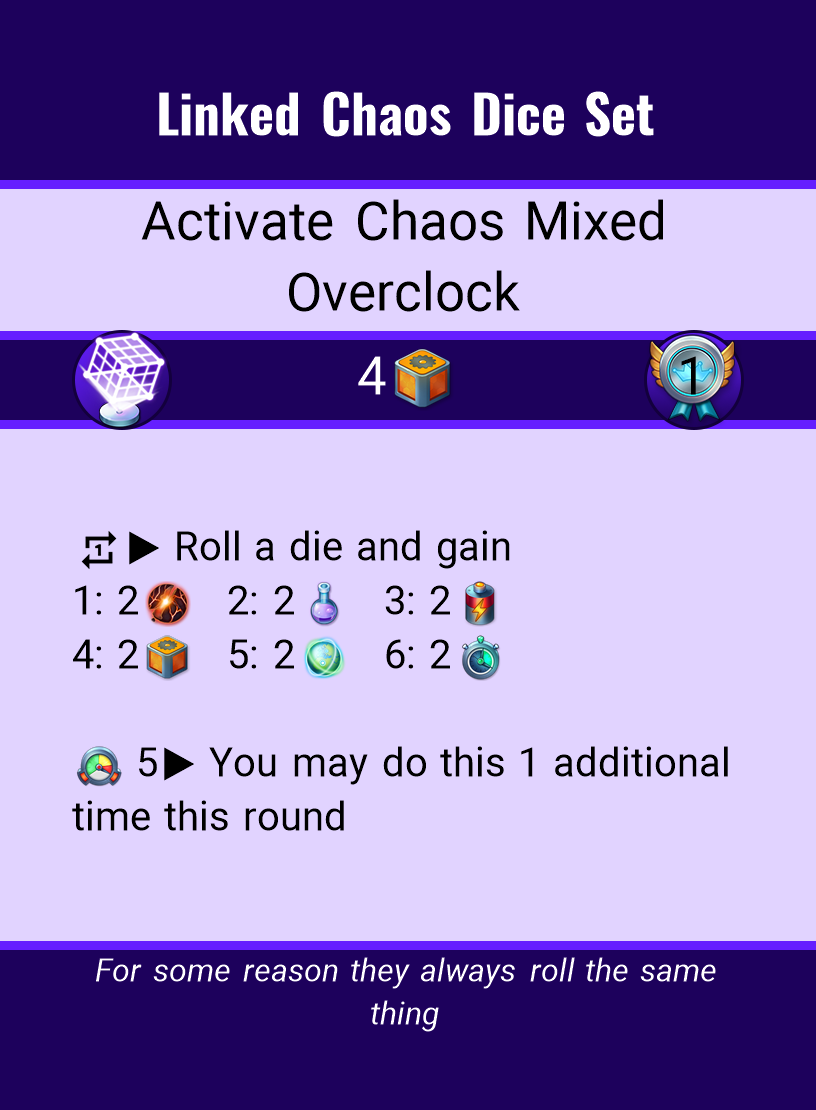 Linked Chaos Dice Set
Activate Chaos Mixed
Overclock
4
1
1 ▶ Roll a die and gain
1: 2 2: 2 3: 2
4: 2 5: 2 6: 2
5▶ You may do this 1 additional
time this round
For some reason they always roll the same
thing